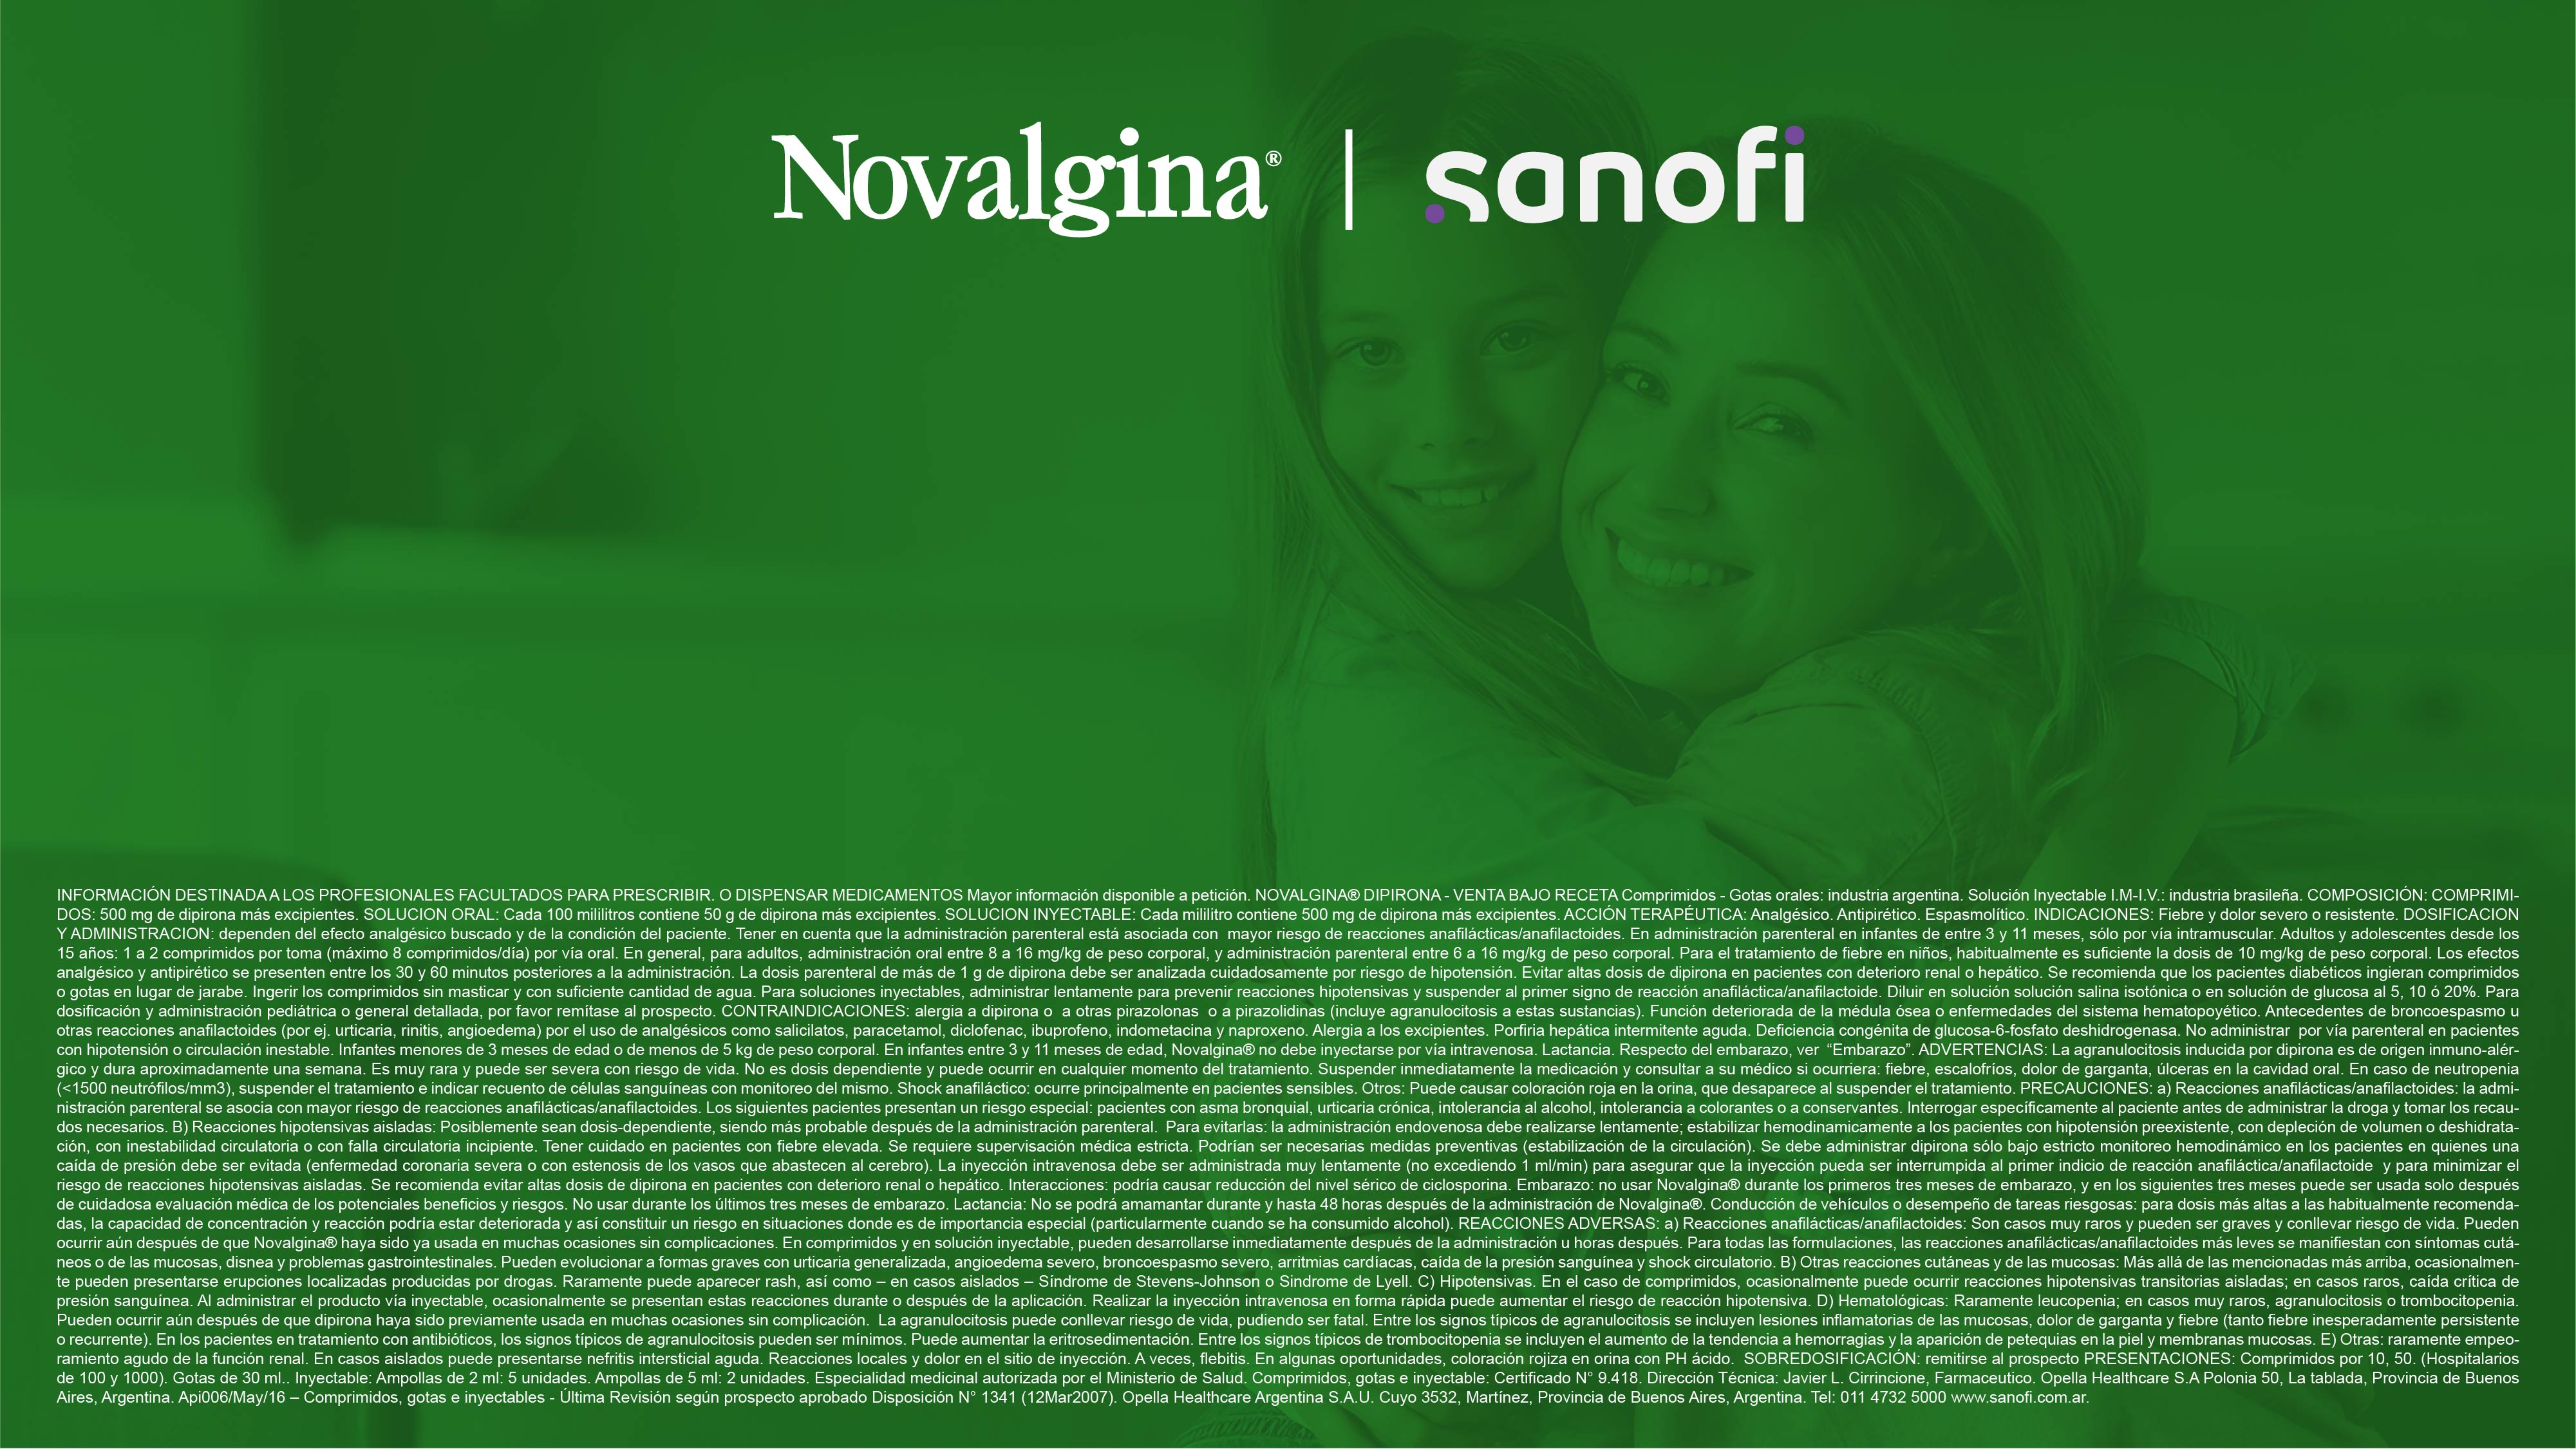 Novalgina® | sanofi
INFORMACIÓN DESTINADA A LOS PROFESIONALES FACULTADOS PARA PRESCRIBIR. O DISPENSAR MEDICAMENTOS Mayor información disponible a petición. NOVALGINA® DIPIRONA - VENTA BAJO RECETA Comprimidos - Gotas orales: industria argentina. Solución Inyectable I.M-I.V.: industria brasileña. COMPOSICIÓN: COMPRIMI-
DOS: 500 mg de dipirona más excipientes. SOLUCION ORAL: Cada 100 mililitros contiene 50 g de dipirona más excipientes. SOLUCION INYECTABLE: Cada mililitro contiene 500 mg de dipirona más excipientes. ACCIÓN TERAPÉUTICA: Analgésico. Antipirético. Espasmolítico. INDICACIONES: Fiebre y dolor severo o resistente. DOSIFICACION
Y ADMINISTRACION: dependen del efecto analgésico buscado y de la condición del paciente. Tener en cuenta que la administración parenteral está asociada con  mayor riesgo de reacciones anafilácticas/anafilactoides. En administración parenteral en infantes de entre 3 y 11 meses, sólo por vía intramuscular. Adultos y adolescentes desde los
15 años: 1 a 2 comprimidos por toma (máximo 8 comprimidos/día) por vía oral. En general, para adultos, administración oral entre 8 a 16 mg/kg de peso corporal, y administración parenteral entre 6 a 16 mg/kg de peso corporal. Para el tratamiento de fiebre en niños, habitualmente es suficiente la dosis de 10 mg/kg de peso corporal. Los efectos
analgésico y antipirético se presentan entre los 30 y 60 minutos posteriores a la administración. La dosis parenteral de más de 1 g de dipirona debe ser analizada cuidadosamente por riesgo de hipotensión. Evitar altas dosis de dipirona en pacientes con deterioro renal o hepático. Se recomienda que los pacientes diabéticos ingieran comprimidos
o gotas en lugar de jarabe. Ingerir los comprimidos sin masticar y con suficiente cantidad de agua. Para soluciones inyectables, administrar lentamente para prevenir reacciones hipotensivas y suspender al primer signo de reacción anafiláctica/anafilactoide. Diluir en solución solución salina isotónica o en solución de glucosa al 5, 10 ó 20%. Para
dosificación y administración pediátrica o general detallada, por favor remítase al prospecto. CONTRAINDICACIONES: alergia a dipirona o  a otras pirazolonas  o a pirazolidinas (incluye agranulocitosis a estas sustancias). Función deteriorada de la médula ósea o enfermedades del sistema hematopoyético. Antecedentes de broncoespasmo u
otras reacciones anafilactoides (por ej. urticaria, rinitis, angioedema) por el uso de analgésicos como salicilatos, paracetamol, diclofenac, ibuprofeno, indometacina y naproxeno. Alergia a los excipientes. Porfiria hepática intermitente aguda. Deficiencia congénita de glucosa-6-fosfato deshidrogenasa. No administrar  por vía parenteral en pacientes
con hipotensión o circulación inestable. Infantes menores de 3 meses de edad o de menos de 5 kg de peso corporal. En infantes entre 3 y 11 meses de edad, Novalgina® no debe inyectarse por vía intravenosa. Lactancia. Respecto del embarazo, ver  “Embarazo”. ADVERTENCIAS: La agranulocitosis inducida por dipirona es de origen inmuno-alér-
gico y dura aproximadamente una semana. Es muy rara y puede ser severa con riesgo de vida. No es dosis dependiente y puede ocurrir en cualquier momento del tratamiento. Suspender inmediatamente la medicación y consultar a su médico si ocurriera: fiebre, escalofríos, dolor de garganta, úlceras en la cavidad oral. En caso de neutropenia
(<1500 neutrófilos/mm3), suspender el tratamiento e indicar recuento de células sanguíneas con monitoreo del mismo. Shock anafiláctico: ocurre principalmente en pacientes sensibles. Otros: Puede causar coloración roja en la orina, que desaparece al suspender el tratamiento. PRECAUCIONES: a) Reacciones anafilácticas/anafilactoides: la admi-
nistración parenteral se asocia con mayor riesgo de reacciones anafilácticas/anafilactoides. Los siguientes pacientes presentan un riesgo especial: pacientes con asma bronquial, urticaria crónica, intolerancia al alcohol, intolerancia a colorantes o a conservantes. Interrogar específicamente al paciente antes de administrar la droga y tomar los recau-
dos necesarios. B) Reacciones hipotensivas aisladas: Posiblemente sean dosis-dependiente, siendo más probable después de la administración parenteral.  Para evitarlas: la administración endovenosa debe realizarse lentamente; estabilizar hemodinamicamente a los pacientes con hipotensión preexistente, con depleción de volumen o deshidrata-
ción, con inestabilidad circulatoria o con falla circulatoria incipiente. Tener cuidado en pacientes con fiebre elevada. Se requiere supervisación médica estricta. Podrían ser necesarias medidas preventivas (estabilización de la circulación). Se debe administrar dipirona sólo bajo estricto monitoreo hemodinámico en los pacientes en quienes una
caída de presión debe ser evitada (enfermedad coronaria severa o con estenosis de los vasos que abastecen al cerebro). La inyección intravenosa debe ser administrada muy lentamente (no excediendo 1 ml/min) para asegurar que la inyección pueda ser interrumpida al primer indicio de reacción anafiláctica/anafilactoide  y para minimizar el
riesgo de reacciones hipotensivas aisladas. Se recomienda evitar altas dosis de dipirona en pacientes con deterioro renal o hepático. Interacciones: podría causar reducción del nivel sérico de ciclosporina. Embarazo: no usar Novalgina® durante los primeros tres meses de embarazo, y en los siguientes tres meses puede ser usada solo después
de cuidadosa evaluación médica de los potenciales beneficios y riesgos. No usar durante los últimos tres meses de embarazo. Lactancia: No se podrá amamantar durante y hasta 48 horas después de la administración de Novalgina®. Conducción de vehículos o desempeño de tareas riesgosas: para dosis más altas a las habitualmente recomenda-
das, la capacidad de concentración y reacción podría estar deteriorada y así constituir un riesgo en situaciones donde es de importancia especial (particularmente cuando se ha consumido alcohol). REACCIONES ADVERSAS: a) Reacciones anafilácticas/anafilactoides: Son casos muy raros y pueden ser graves y conllevar riesgo de vida. Pueden
ocurrir aún después de que Novalgina® haya sido ya usada en muchas ocasiones sin complicaciones. En comprimidos y en solución inyectable, pueden desarrollarse inmediatamente después de la administración u horas después. Para todas las formulaciones, las reacciones anafilácticas/anafilactoides más leves se manifiestan con síntomas cutá-
neos o de las mucosas, disnea y problemas gastrointestinales. Pueden evolucionar a formas graves con urticaria generalizada, angioedema severo, broncoespasmo severo, arritmias cardíacas, caída de la presión sanguínea y shock circulatorio. B) Otras reacciones cutáneas y de las mucosas: Más allá de las mencionadas más arriba, ocasionalmen-
te pueden presentarse erupciones localizadas producidas por drogas. Raramente puede aparecer rash, así como – en casos aislados – Síndrome de Stevens-Johnson o Sindrome de Lyell. C) Hipotensivas. En el caso de comprimidos, ocasionalmente puede ocurrir reacciones hipotensivas transitorias aisladas; en casos raros, caída crítica de
presión sanguínea. Al administrar el producto vía inyectable, ocasionalmente se presentan estas reacciones durante o después de la aplicación. Realizar la inyección intravenosa en forma rápida puede aumentar el riesgo de reacción hipotensiva. D) Hematológicas: Raramente leucopenia; en casos muy raros, agranulocitosis o trombocitopenia.
Pueden ocurrir aún después de que dipirona haya sido previamente usada en muchas ocasiones sin complicación.  La agranulocitosis puede conllevar riesgo de vida, pudiendo ser fatal. Entre los signos típicos de agranulocitosis se incluyen lesiones inflamatorias de las mucosas, dolor de garganta y fiebre (tanto fiebre inesperadamente persistente
o recurrente). En los pacientes en tratamiento con antibióticos, los signos típicos de agranulocitosis pueden ser mínimos. Puede aumentar la eritrosedimentación. Entre los signos típicos de trombocitopenia se incluyen el aumento de la tendencia a hemorragias y la aparición de petequias en la piel y membranas mucosas. E) Otras: raramente empeo-
ramiento agudo de la función renal. En casos aislados puede presentarse nefritis intersticial aguda. Reacciones locales y dolor en el sitio de inyección. A veces, flebitis. En algunas oportunidades, coloración rojiza en orina con PH ácido.  SOBREDOSIFICACIÓN: remitirse al prospecto PRESENTACIONES: Comprimidos por 10, 50. (Hospitalarios
de 100 y 1000). Gotas de 30 ml.. Inyectable: Ampollas de 2 ml: 5 unidades. Ampollas de 5 ml: 2 unidades. Especialidad medicinal autorizada por el Ministerio de Salud. Comprimidos, gotas e inyectable: Certificado N° 9.418. Dirección Técnica: Javier L. Cirrincione, Farmaceutico. Opella Healthcare S.A Polonia 50, La tablada, Provincia de Buenos
Aires, Argentina. Api006/May/16 – Comprimidos, gotas e inyectables - Última Revisión según prospecto aprobado Disposición N° 1341 (12Mar2007). Opella Healthcare Argentina S.A.U. Cuyo 3532, Martínez, Provincia de Buenos Aires, Argentina. Tel: 011 4732 5000 www.sanofi.com.ar.